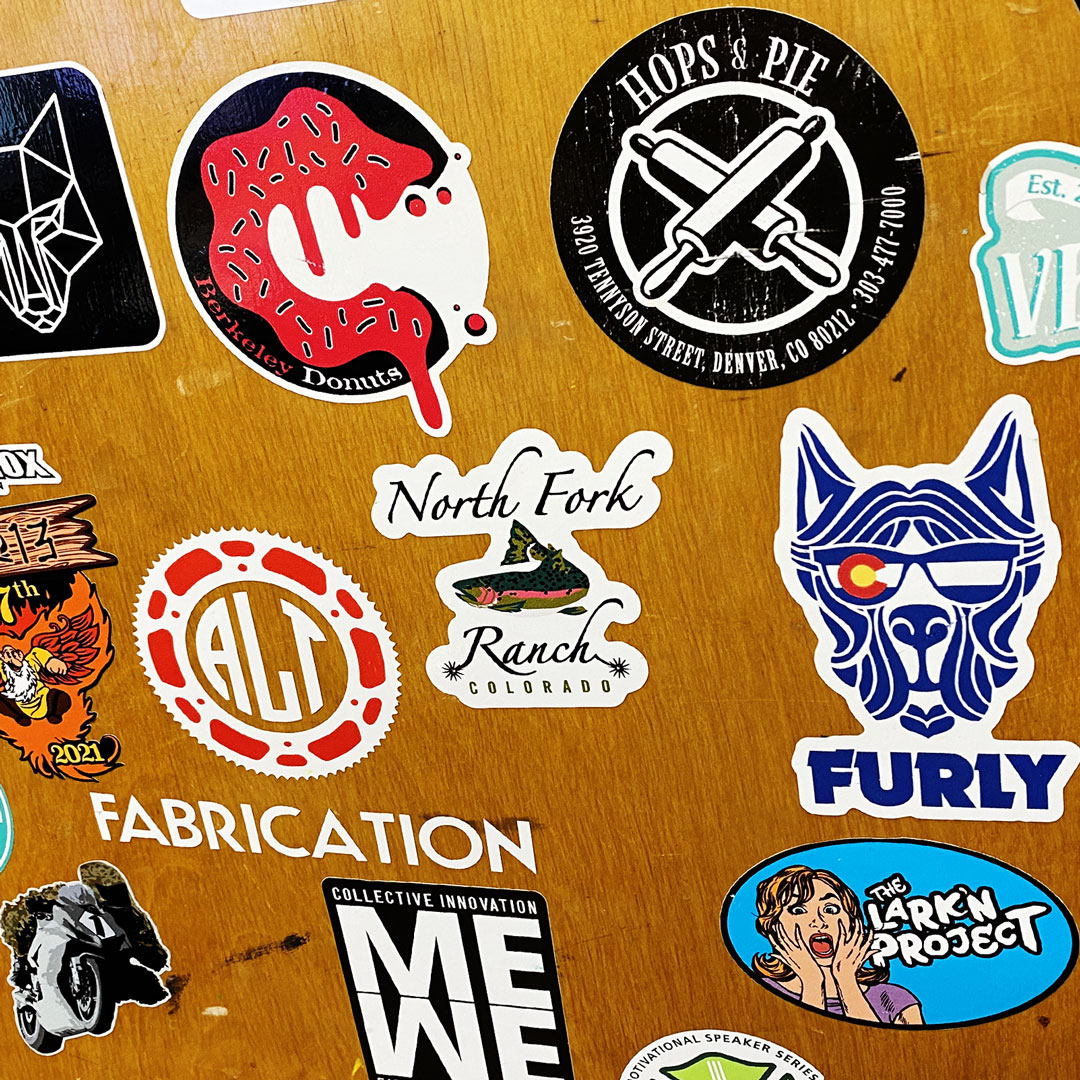 HOPS & PIE
3920 TENNYSON STREET, DENVER, CO 80212 • 303-477-7000
Berkeley Donuts
Est.
North Fork
Ranch
COLORADO
7th
2021
ALT
FABRICATION
FURLY
COLLECTIVE INNOVATION
ME
WE
THE
LARK'N
PROJECT
SPEAKER SERIES